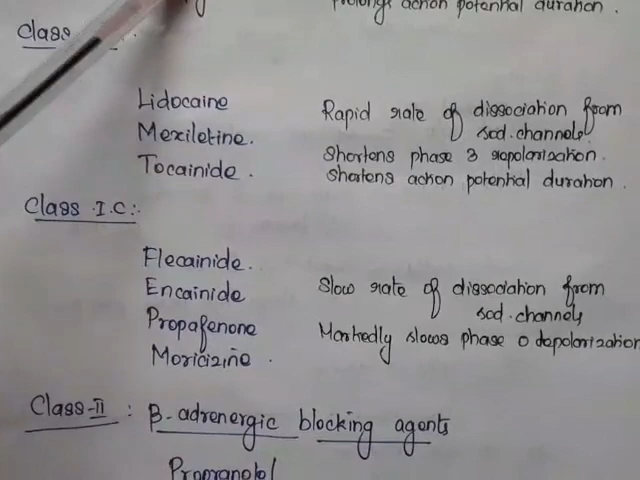 prolongs action potential duration.
Class
Lidocaine Rapid rate of dissociation from
Mexiletine. sod.channels.
Tocainide. Shortens phase 3 repolarization.
Shortens action potential duration.
Class .I.C:-
Flecainide.
Encainide Slow rate of dissociation from
sod.channels
Propafenone Markedly slows phase 0 depolarization
Moricizine.
Class-II : β-adrenergic blocking agents
Propranolol